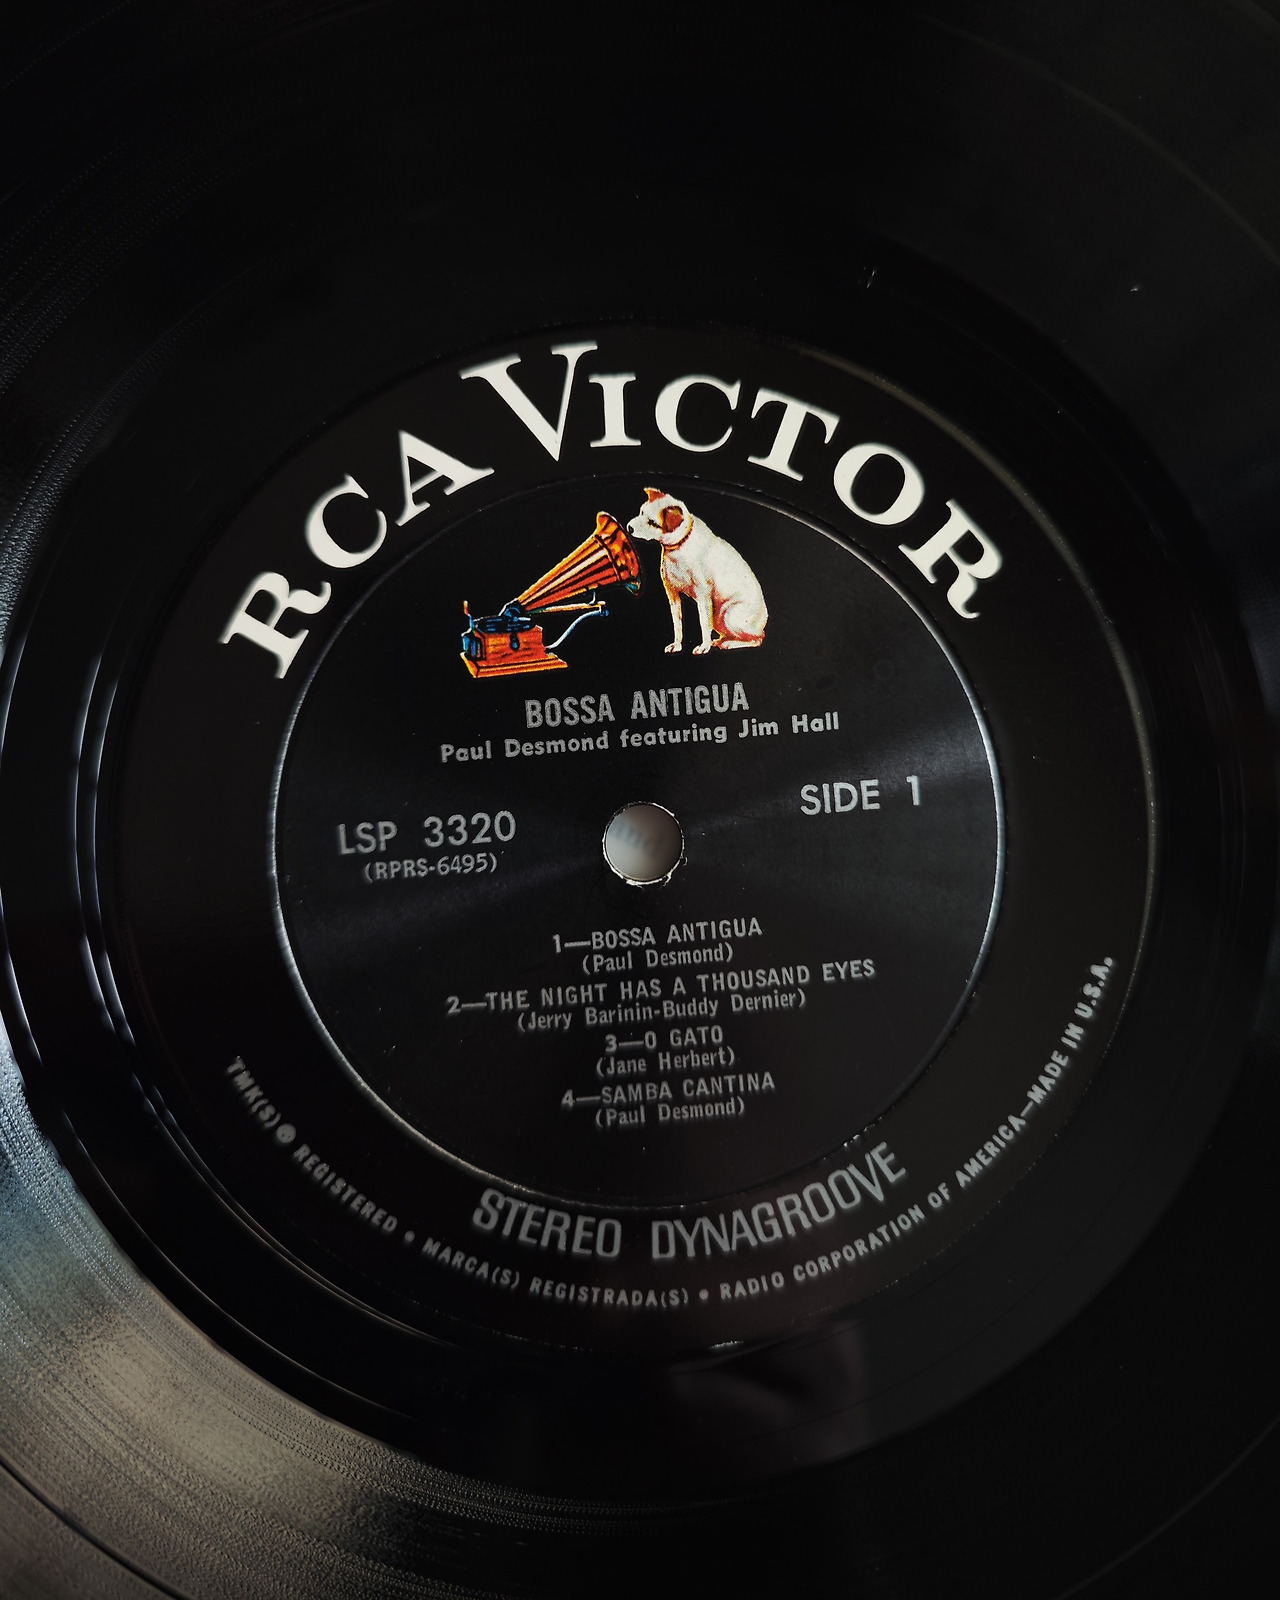 RCA VICTOR
BOSSA ANTIGUA
Paul Desmond featuring Jim Hall
SIDE 1
LSP 3320
(RPRS-6495)
1—BOSSA ANTIGUA
(Paul Desmond)
2—THE NIGHT HAS A THOUSAND EYES
(Jerry Barinin-Buddy Dernier)
3—O GATO
(Jane Herbert)
4—SAMBA CANTINA
(Paul Desmond)
STEREO DYNAGROOVE
TMK(S) ® REGISTERED • MARCA(S) REGISTRADA(S) • RADIO CORPORATION OF AMERICA—MADE IN U.S.A.